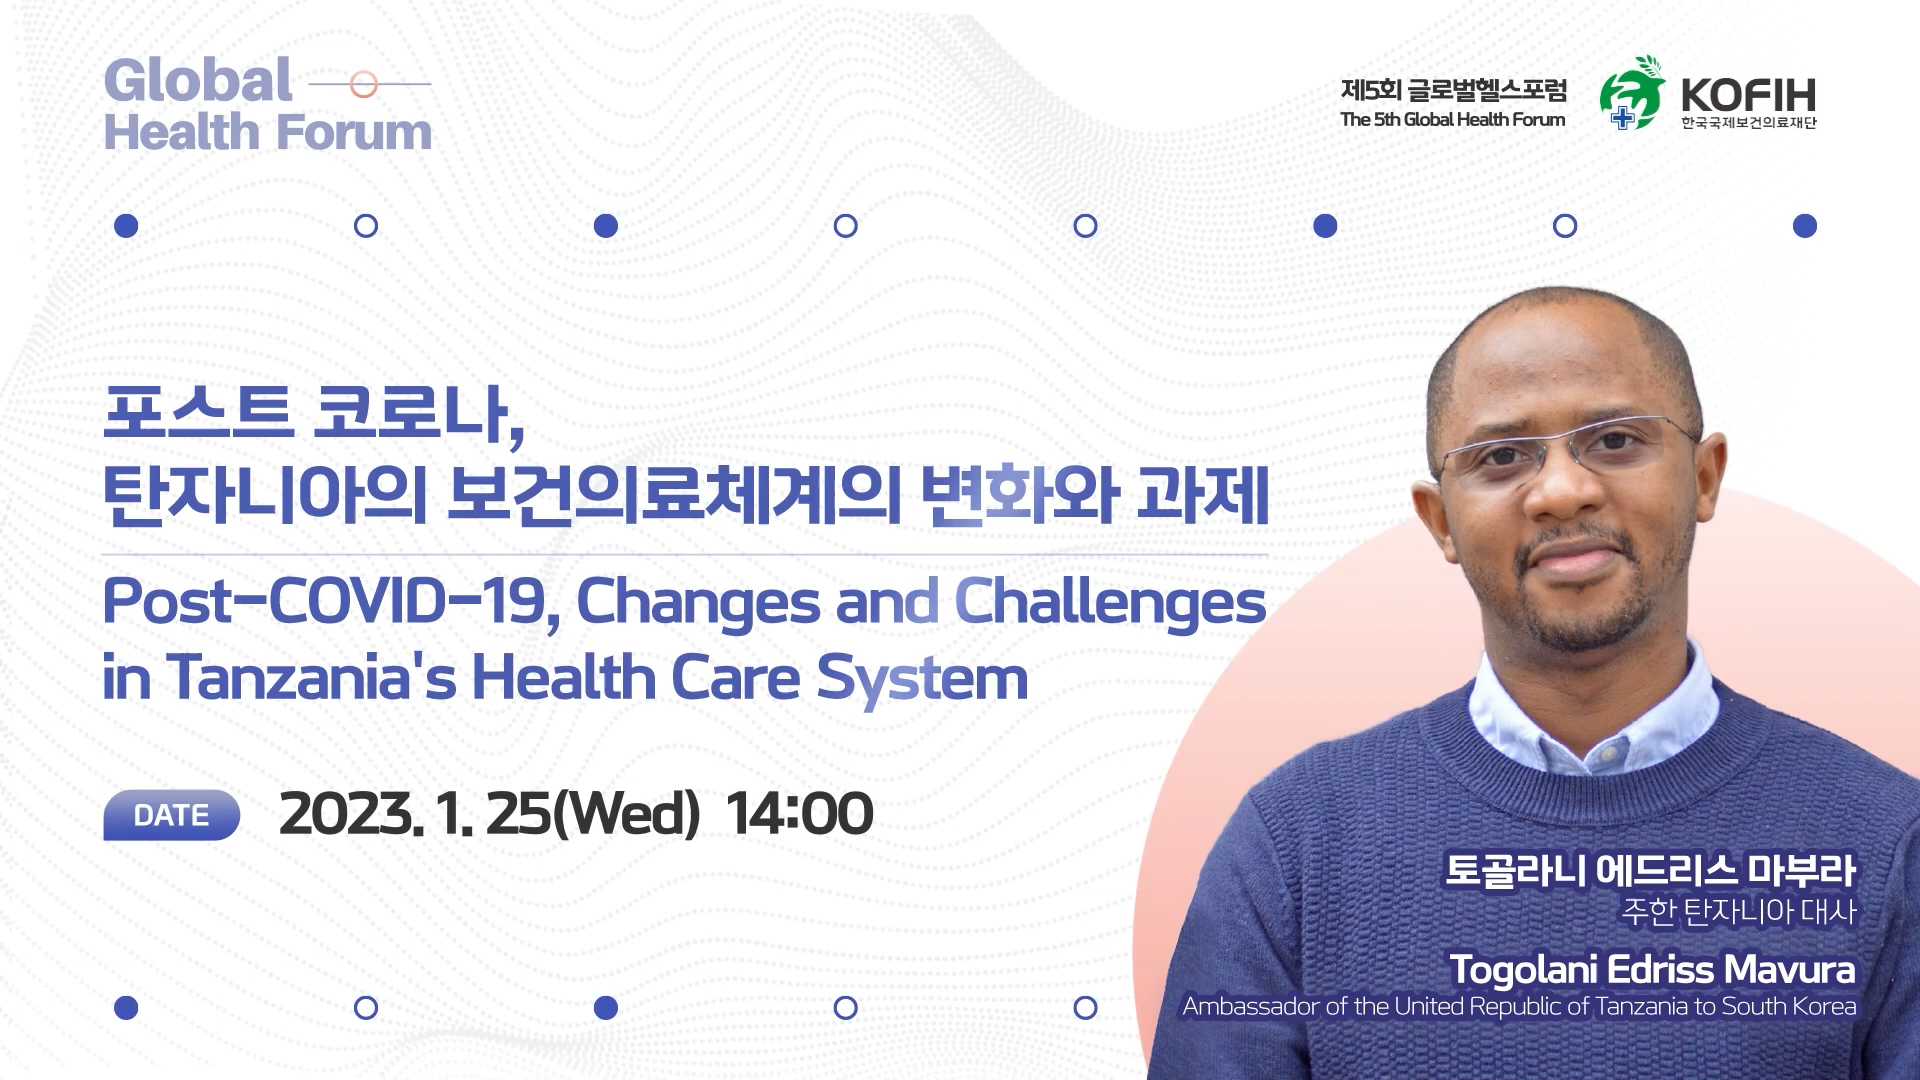 Global
Health Forum
제5회 글로벌헬스포럼
The 5th Global Health Forum
KOFIH
한국국제보건의료재단
포스트 코로나,
탄자니아의 보건의료체계의 변화와 과제
Post-COVID-19, Changes and Challenges
in Tanzania's Health Care System
DATE 2023. 1. 25(Wed) 14:00
토골라니 에드리스 마부라
주한 탄자니아 대사
Togolani Edriss Mavura
Ambassador of the United Republic of Tanzania to South Korea